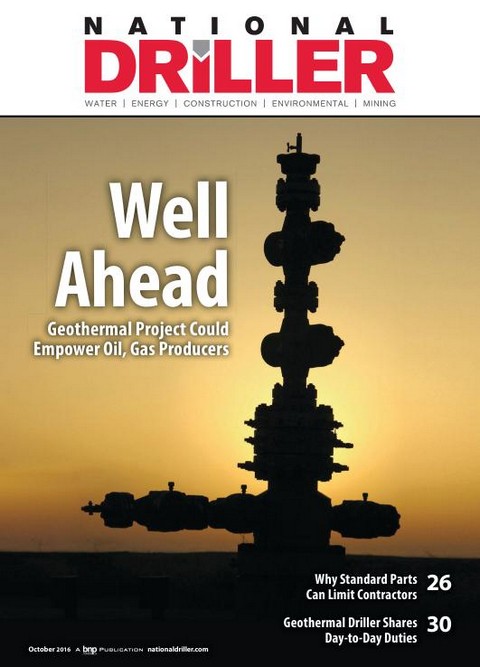 NATIONAL
DRiLLER
WATER | ENERGY | CONSTRUCTION | ENVIRONMENTAL | MINING
Well
Ahead
Geothermal Project Could
Empower Oil, Gas Producers
Why Standard Parts
Can Limit Contractors 26
Geothermal Driller Shares
Day-to-Day Duties 30
October 2016 A bnp PUBLICATION nationaldriller.com